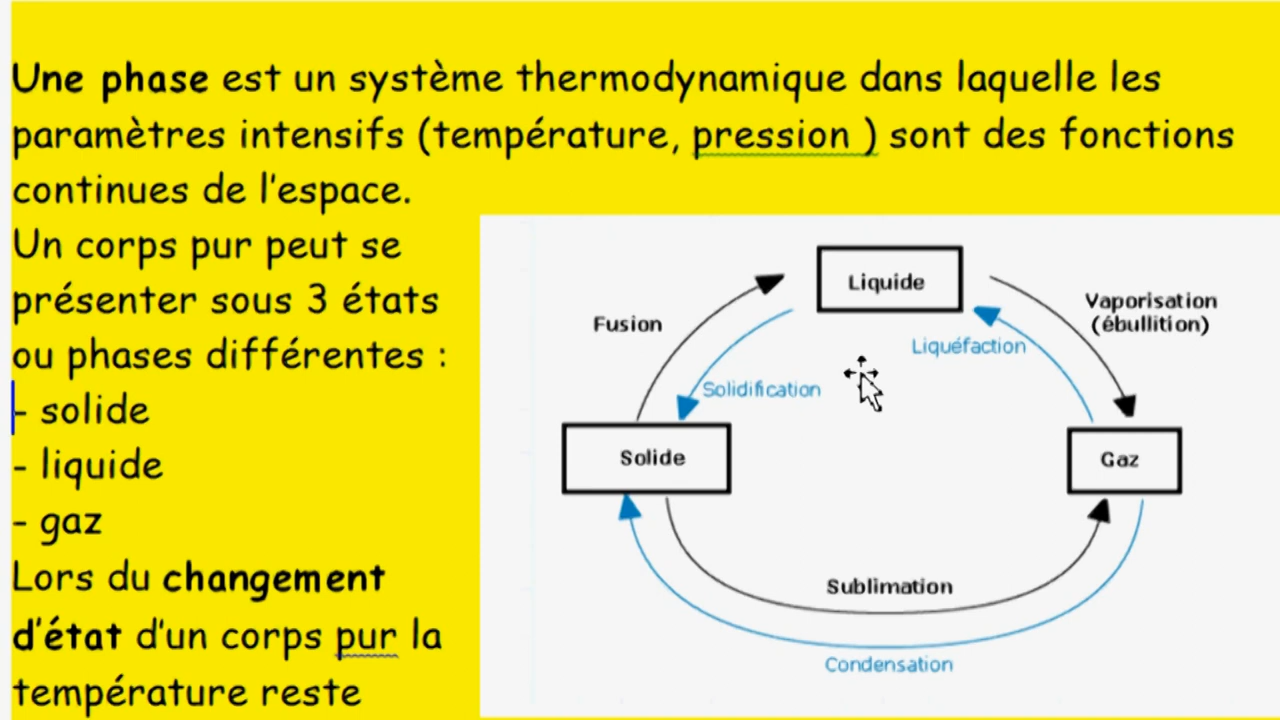 Une phase est un système thermodynamique dans laquelle les
paramètres intensifs (température, pression ) sont des fonctions
continues de l'espace.
Un corps pur peut se
présenter sous 3 états
ou phases différentes :
- solide
- liquide
- gaz
Lors du changement
d'état d'un corps pur la
température reste
Liquide
Vaporisation
(ébullition)
Fusion
Liquéfaction
Solidification
Solide
Gaz
Sublimation
Condensation